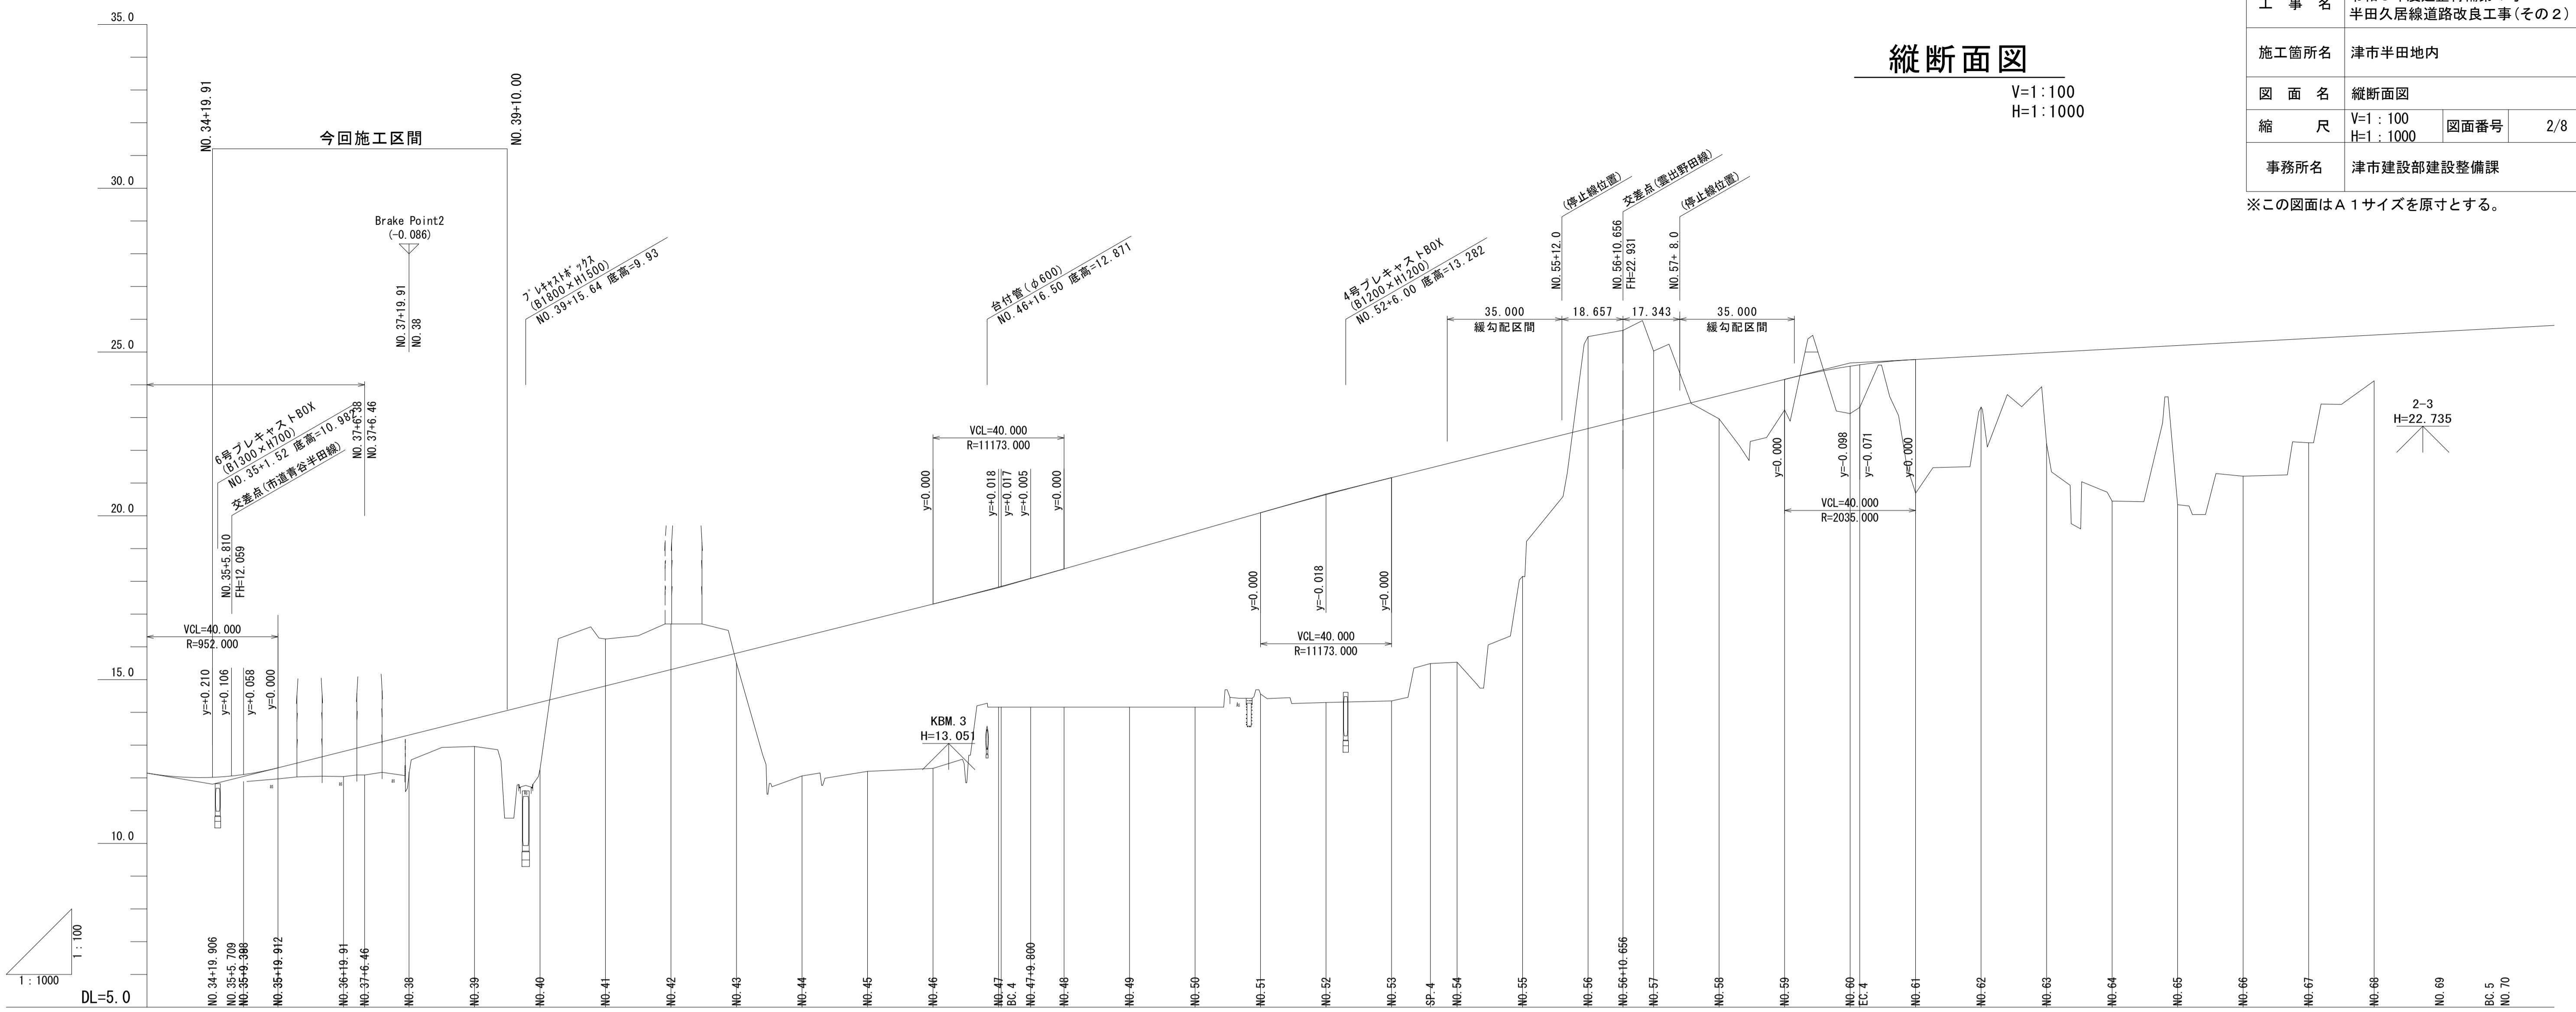 縦断面図
V=1:100
H=1:1000
工 事 名
半田久居線道路改良工事(その2)
施工箇所名 津市半田地内
図 面 名 縦断面図
縮 尺 V=1:100
H=1:1000
図面番号 2/8
事務所名 津市建設部建設整備課
※この図面はA1サイズを原寸とする。
35.0
30.0
25.0
20.0
15.0
10.0
DL=5.0
1:100
1:1000
NO.34+19.91
今回施工区間
NO.39+10.00
Brake Point2
(-0.086)
NO.37+19.91
NO.38
6号プレキャストBOX
(B1300×H700)
NO.35+1.52 底高=10.982
交差点(市道青谷半田線)
NO.37+6.38
NO.37+6.46
NO.35+5.810
FH=12.059
VCL=40.000
R=952.000
y=+0.210
y=+0.106
y=+0.058
y=0.000
プレキャストボックス
(B1800×H1500)
NO.39+15.64 底高=9.93
台付管(φ600)
NO.46+16.50 底高=12.871
VCL=40.000
R=11173.000
y=0.000
y=+0.018
y=+0.017
y=+0.005
y=0.000
KBM.3
H=13.051
4号プレキャストBOX
(B1200×H1200)
NO.52+6.00 底高=13.282
y=0.000
y=-0.018
y=0.000
VCL=40.000
R=11173.000
(停止線位置)
NO.55+12.0
交差点(雲出野田線)
NO.56+10.656
FH=22.931
(停止線位置)
NO.57+ 8.0
35.000
緩勾配区間
18.657
17.343
35.000
緩勾配区間
y=0.000
y=-0.098
y=-0.071
y=0.000
VCL=40.000
R=2035.000
2-3
H=22.735
NO.34+19.906
NO.35+5.709
NO.35+19.912
NO.36+19.91
NO.37+6.46
NO.38
NO.39
NO.40
NO.41
NO.42
NO.43
NO.44
NO.45
NO.46
NO.47
BC.4
NO.47+9.800
NO.48
NO.49
NO.50
NO.51
NO.52
NO.53
SP.4
NO.54
NO.55
NO.56
NO.56+10.656
NO.57
NO.58
NO.59
NO.60
EC.4
NO.61
NO.62
NO.63
NO.64
NO.65
NO.66
NO.67
NO.68
NO.69
BC.5
NO.70